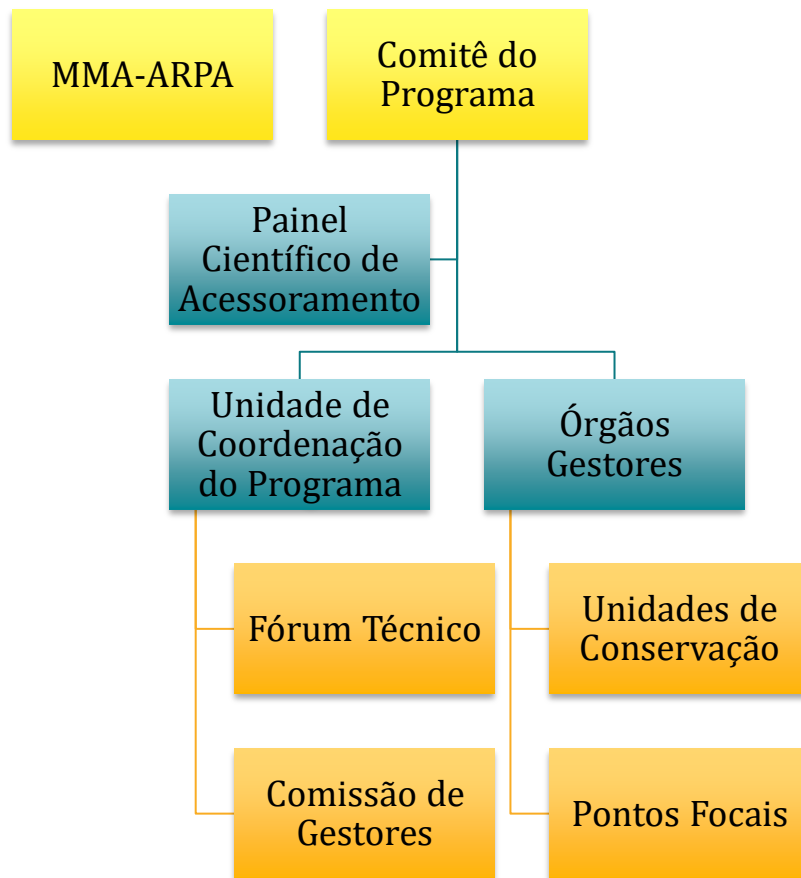 MMA-ARPA
Comitê do
Programa
Painel
Científico de
Acessoramento
Unidade de
Coordenação
do Programa
Órgãos
Gestores
Fórum Técnico
Unidades de
Conservação
Comissão de
Gestores
Pontos Focais